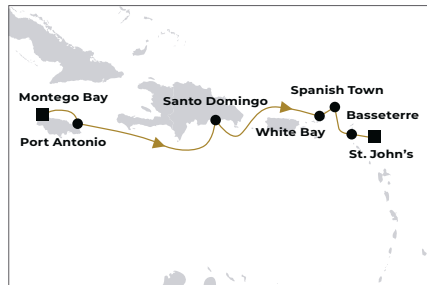 Spanish Town
Montego Bay
Santo Domingo
Basseterre
White Bay
Port Antonio
St. John's